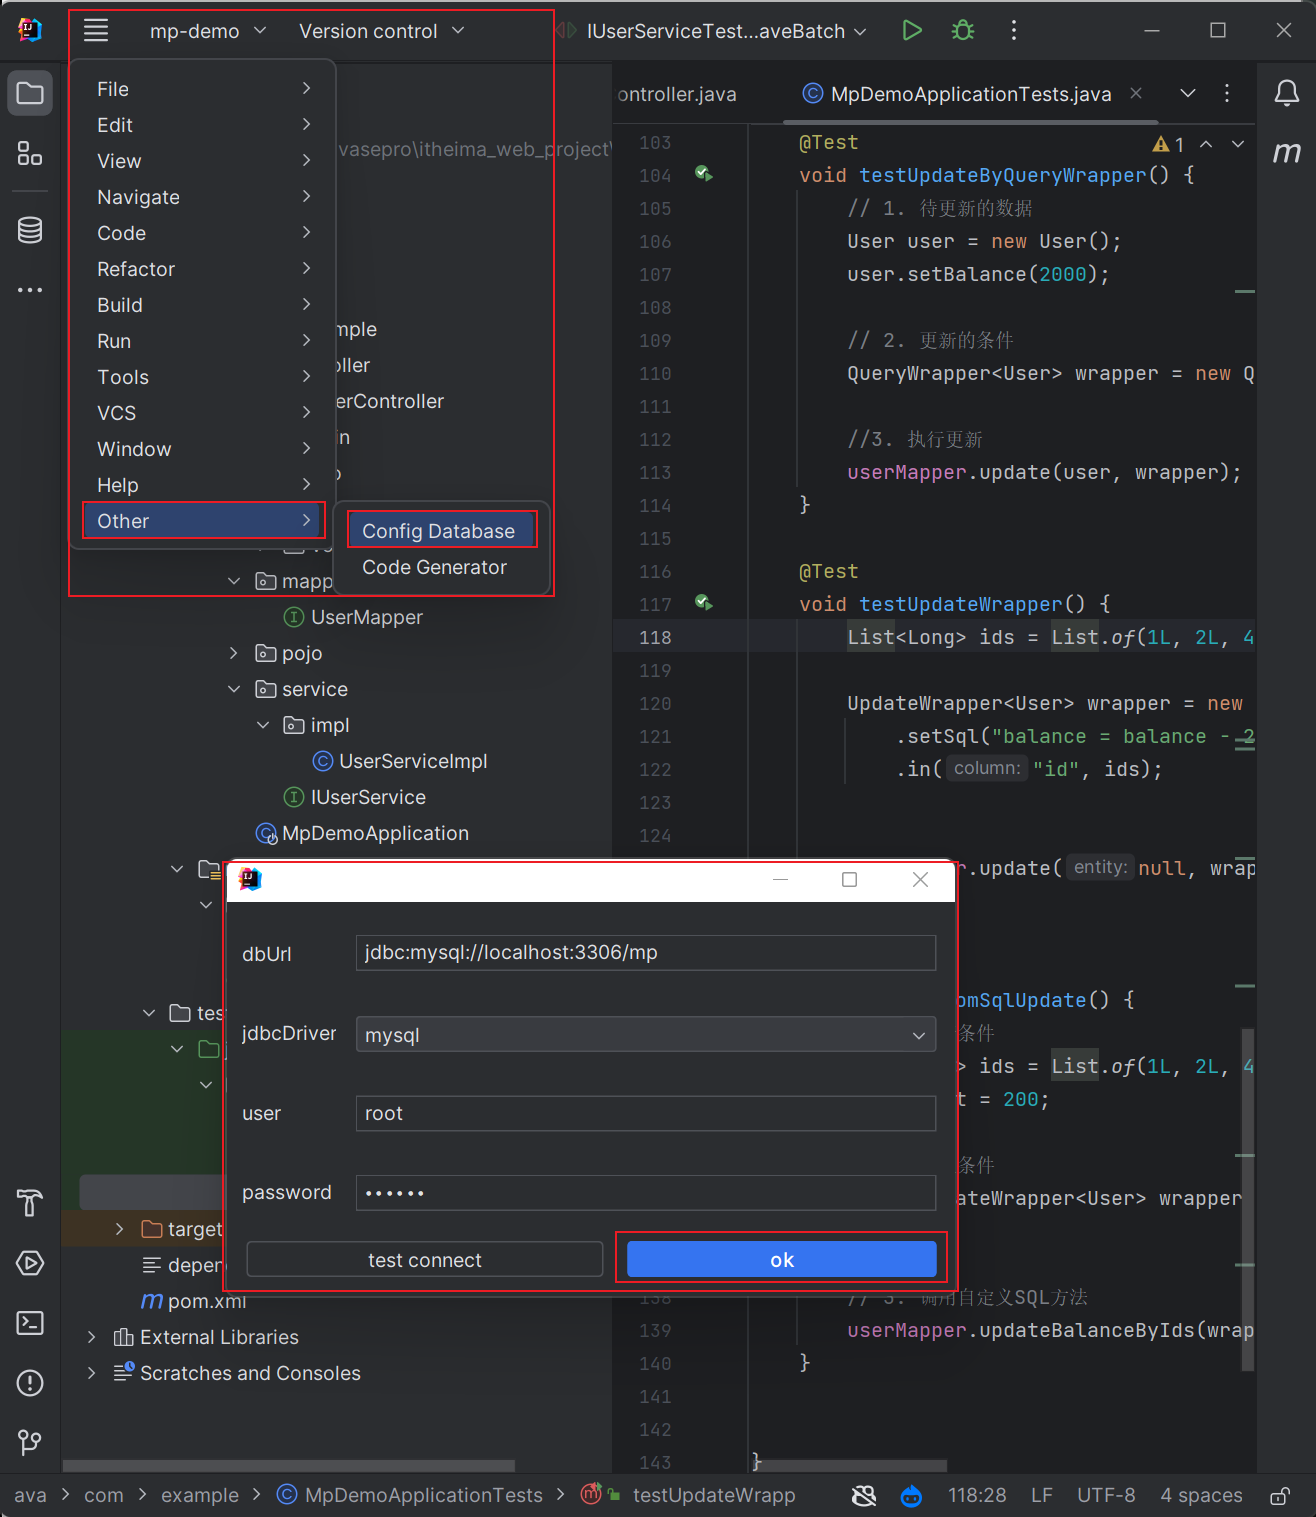 mp-demo
Version control
IUserServiceTest...aveBatch
File
Edit
View
Navigate
Code
Refactor
Build
Run
Tools
VCS
Window
Help
Other
Config Database
Code Generator
vasepro\itheima_web_project\
mple
oller
erController
in
mapp
UserMapper
pojo
service
impl
UserServiceImpl
IUserService
MpDemoApplication
tes
target
depen
pom.xml
External Libraries
Scratches and Consoles
ontroller.java
MpDemoApplicationTests.java
1
103 @Test
104 void testUpdateByQueryWrapper() {
105 // 1. 待更新的数据
106 User user = new User();
107 user.setBalance(2000);
108
109 // 2. 更新的条件
110 QueryWrapper<User> wrapper = new Q
111
112 //3. 执行更新
113 userMapper.update(user, wrapper);
114 }
115
116 @Test
117 void testUpdateWrapper() {
118 List<Long> ids = List.of(1L, 2L, 4
119
120 UpdateWrapper<User> wrapper = new
121 .setSql("balance = balance - 2
122 .in( column: "id", ids);
123
124
r.update( entity: null, wrap
omSqlUpdate() {
条件
> ids = List.of(1L, 2L, 4
t = 200;
条件
ateWrapper<User> wrapper
138 // 3. 调用自定义SQL方法
139 userMapper.updateBalanceByIds(wrap
140 }
141
142
143 }
dbUrl
jdbc:mysql://localhost:3306/mp
jdbcDriver
mysql
user
root
password
••••••
test connect
ok
m
ava > com > example > MpDemoApplicationTests > testUpdateWrapp
118:28 LF UTF-8 4 spaces